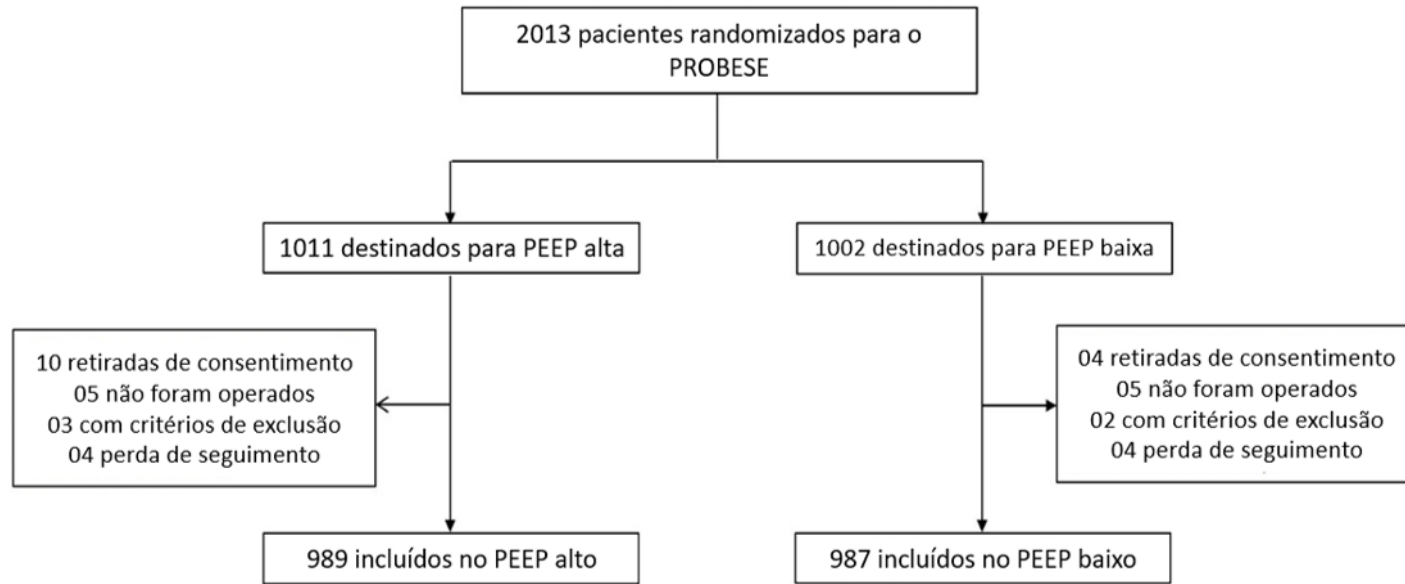 2013 pacientes randomizados para o
PROBESE
1011 destinados para PEEP alta
1002 destinados para PEEP baixa
10 retiradas de consentimento
05 não foram operados
03 com critérios de exclusão
04 perda de seguimento
04 retiradas de consentimento
05 não foram operados
02 com critérios de exclusão
04 perda de seguimento
989 incluídos no PEEP alto
987 incluídos no PEEP baixo